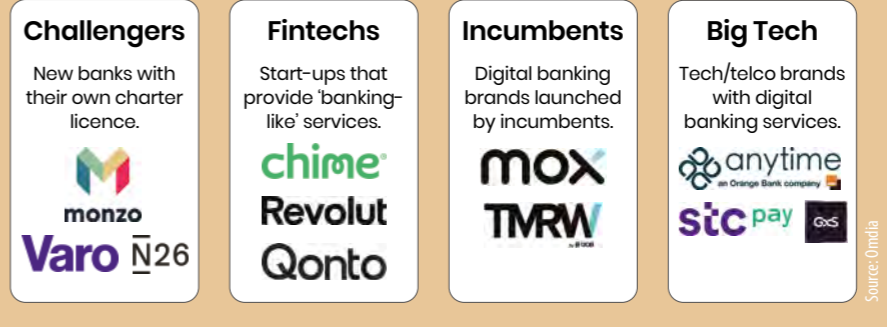 Challengers
New banks with
their own charter
licence.
monzo
Varo N26
Fintechs
Start-ups that
provide ‘banking-
like’ services.
chime®
Revolut
Qonto
Incumbents
Digital banking
brands launched
by incumbents.
mox
TMRW
Big Tech
Tech/telco brands
with digital
banking services.
anytime
an Orange Bank company
stc pay GXS
Source: Omdia